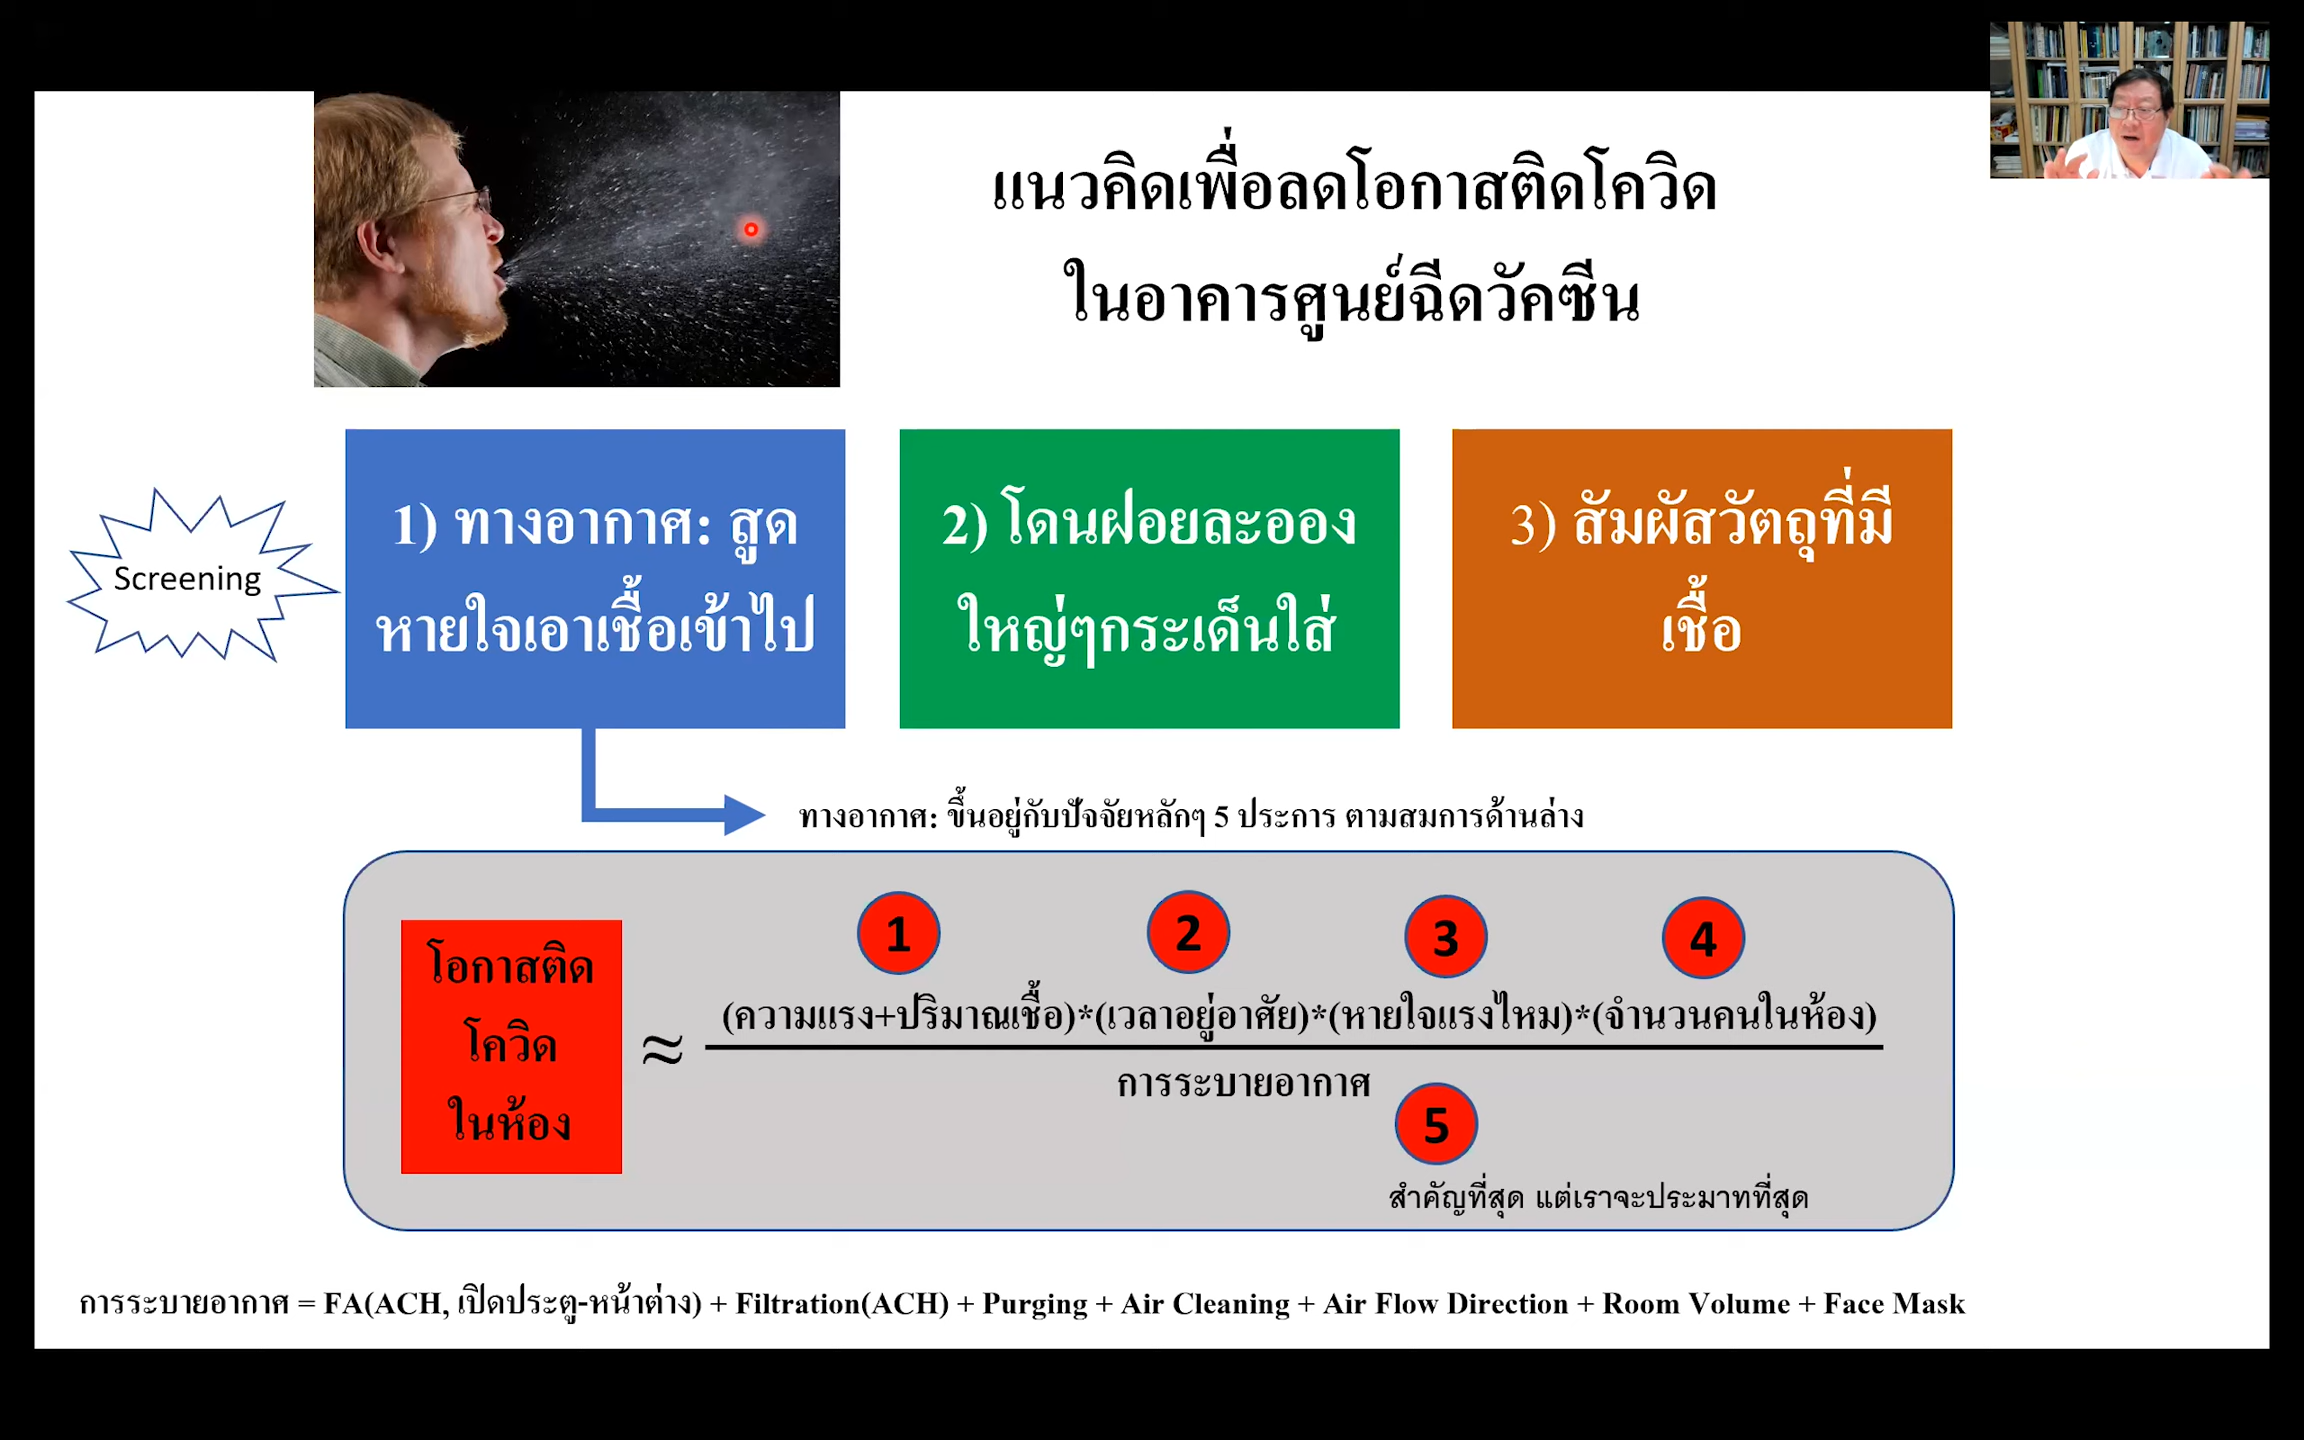 แนวคิดเพื่อลดโอกาสติดโควิด
ในอาคารศูนย์ฉีดวัคซีน
Screening
1) ทางอากาศ: สูด
หายใจเอาเชื้อเข้าไป
2) โดนฝอยละออง
ใหญ่ๆกระเด็นใส่
3) สัมผัสวัตถุที่มี
เชื้อ
ทางอากาศ: ขึ้นอยู่กับปัจจัยหลักๆ 5 ประการ ตามสมการด้านล่าง
โอกาสติด
โควิด
ในห้อง
≈
1
2
3
4
(ความแรง+ปริมาณเชื้อ)*(เวลาอยู่อาศัย)*(หายใจแรงไหม)*(จำนวนคนในห้อง)
การระบายอากาศ
5
สำคัญที่สุด แต่เราจะประมาทที่สุด
การระบายอากาศ = FA(ACH, เปิดประตู-หน้าต่าง) + Filtration(ACH) + Purging + Air Cleaning + Air Flow Direction + Room Volume + Face Mask